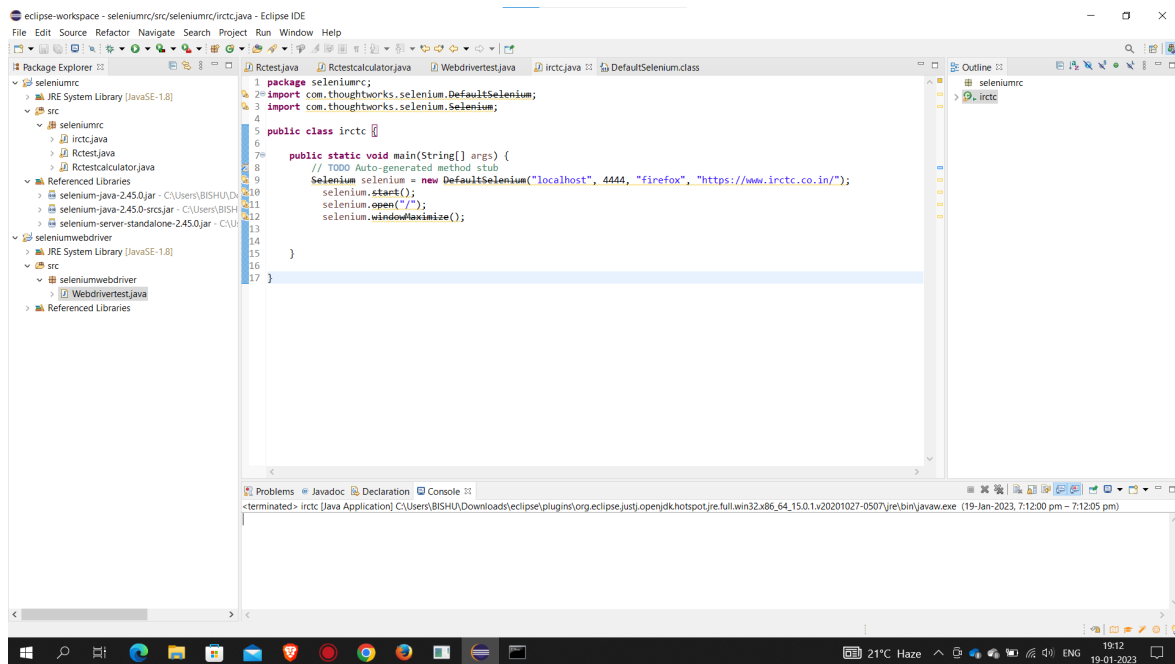 eclipse-workspace - seleniumrc/src/seleniumrc/irctc.java - Eclipse IDE
File Edit Source Refactor Navigate Search Project Run Window Help
Package Explorer
seleniumrc
JRE System Library [JavaSE-1.8]
src
seleniumrc
irctc.java
Rctest.java
Rctestcalculator.java
Referenced Libraries
selenium-java-2.45.0.jar - C:\Users\BISHU\Do
selenium-java-2.45.0-srcs.jar - C:\Users\BISH
selenium-server-standalone-2.45.0.jar - C:\Us
seleniumwebdriver
JRE System Library [JavaSE-1.8]
src
seleniumwebdriver
Webdrivertest.java
Referenced Libraries
Rctest.java Rctestcalculator.java Webdrivertest.java irctc.java DefaultSelenium.class
1 package seleniumrc;
2 import com.thoughtworks.selenium.DefaultSelenium;
3 import com.thoughtworks.selenium.Selenium;
4
5 public class irctc {
6
7 public static void main(String[] args) {
8 // TODO Auto-generated method stub
9 Selenium selenium = new DefaultSelenium("localhost", 4444, "firefox", "https://www.irctc.co.in/");
10 selenium.start();
11 selenium.open("/");
12 selenium.windowMaximize();
13
14
15 }
16
17 }
Outline
seleniumrc
irctc
Problems Javadoc Declaration Console
<terminated> irctc [Java Application] C:\Users\BISHU\Downloads\eclipse\plugins\org.eclipse.justj.openjdk.hotspot.jre.full.win32.x86_64_15.0.1.v20201027-0507\jre\bin\javaw.exe (19-Jan-2023, 7:12:00 pm – 7:12:05 pm)
21°C Haze ENG 19:12
19-01-2023